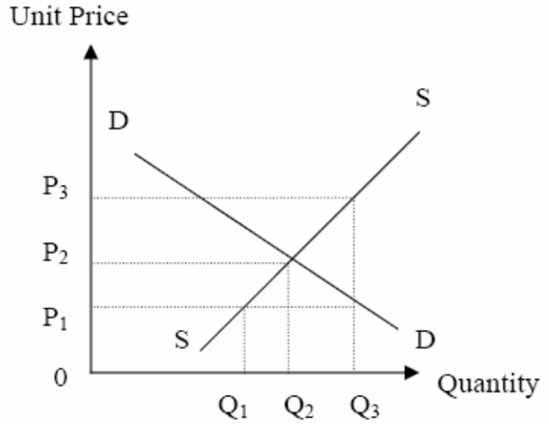 Unit Price
D
S
P₃
P₂
P₁
S
D
0
Quantity
Q₁ Q₂ Q₃